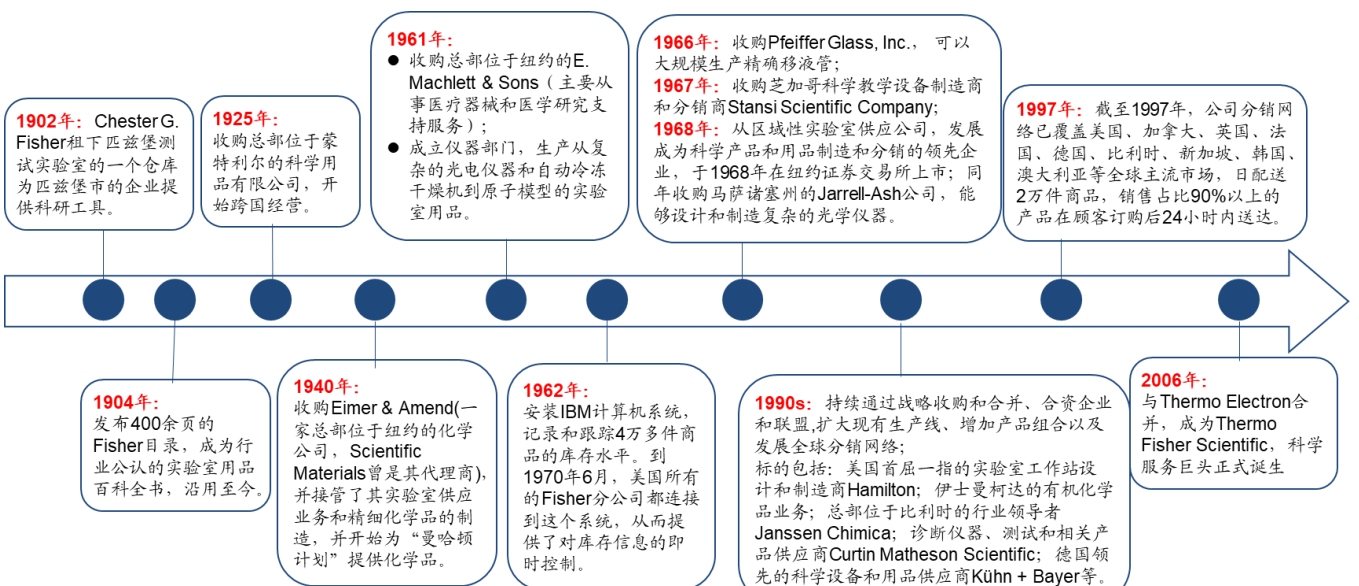 1902年：Chester G.
Fisher租下匹兹堡测
试实验室的一个仓库
为匹兹堡市的企业提
供科研工具。
1904年：
发布400余页的
Fisher目录，成为行
业公认的实验室用品
百科全书，沿用至今。
1925年：
收购总部位于蒙
特利尔的科学用
品有限公司，开
始跨国经营。
1940年：
收购Eimer & Amend(一
家总部位于纽约的化学
公司，Scientific
Materials曾是其代理商),
并接管了其实验室供应
业务和精细化学品的制
造，并开始为“曼哈顿
计划”提供化学品。
1961年：
● 收购总部位于纽约的E.
Machlett & Sons（主要从
事医疗器械和医学研究支
持服务）；
● 成立仪器部门，生产从复
杂的光电仪器和自动冷冻
干燥机到原子模型的实验
室用品。
1962年：
安装IBM计算机系统，
记录和跟踪4万多件商
品的库存水平。到
1970年6月，美国所有
的Fisher分公司都连接
到这个系统，从而提
供了对库存信息的即
时控制。
1966年：收购Pfeiffer Glass, Inc.， 可以
大规模生产精确移液管；
1967年：收购芝加哥科学教学设备制造商
和分销商Stansi Scientific Company;
1968年：从区域性实验室供应公司，发展
成为科学产品和用品制造和分销的领先企
业，于1968年在纽约证券交易所上市；同
年收购马萨诸塞州的Jarrell-Ash公司，能
够设计和制造复杂的光学仪器。
1990s：持续通过战略收购和合并、合资企业
和联盟,扩大现有生产线、增加产品组合以及
发展全球分销网络；
标的包括：美国首屈一指的实验室工作站设
计和制造商Hamilton；伊士曼柯达的有机化学
品业务；总部位于比利时的行业领导者
Janssen Chimica；诊断仪器、测试和相关产
品供应商Curtin Matheson Scientific；德国领
先的科学设备和用品供应商Kühn + Bayer等。
1997年：截至1997年，公司分销网
络已覆盖美国、加拿大、英国、法
国、德国、比利时、新加坡、韩国、
澳大利亚等全球主流市场，日配送
2万件商品，销售占比90%以上的
产品在顾客订购后24小时内送达。
2006年：
与Thermo Electron合
并，成为Thermo
Fisher Scientific，科学
服务巨头正式诞生